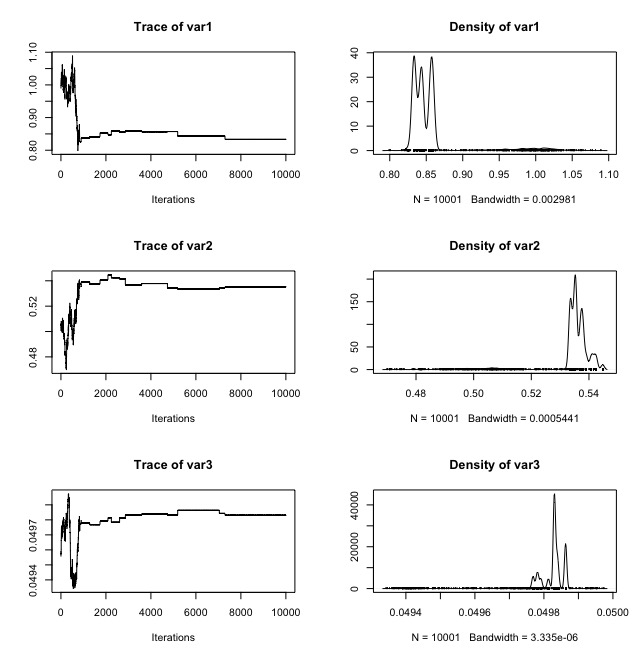 Trace of var1
Density of var1
0.80 0.90 1.00 1.10
0 10 20 30 40
0 2000 4000 6000 8000 10000
0.80 0.85 0.90 0.95 1.00 1.05 1.10
Iterations
N = 10001 Bandwidth = 0.002981
Trace of var2
Density of var2
0.48 0.52
0 50 150
0 2000 4000 6000 8000 10000
0.48 0.50 0.52 0.54
Iterations
N = 10001 Bandwidth = 0.0005441
Trace of var3
Density of var3
0.0494 0.0497
0 20000 40000
0 2000 4000 6000 8000 10000
0.0494 0.0496 0.0498 0.0500
Iterations
N = 10001 Bandwidth = 3.335e-06